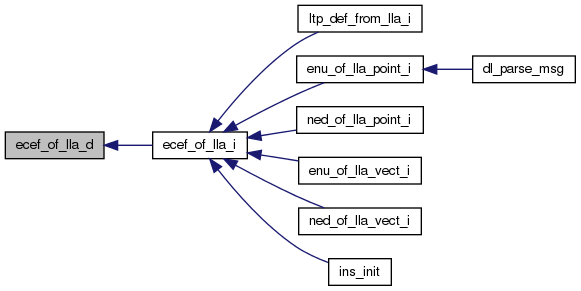 ltp_def_from_lla_i
enu_of_lla_point_i
dl_parse_msg
ned_of_lla_point_i
ecef_of_lla_d
ecef_of_lla_i
enu_of_lla_vect_i
ned_of_lla_vect_i
ins_init